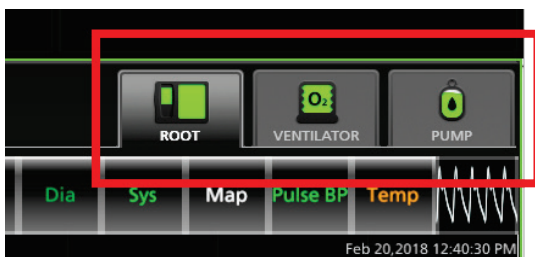 O₂
ROOT VENTILATOR PUMP
Dia Sys Map Pulse BP Temp
Feb 20,2018 12:40:30 PM